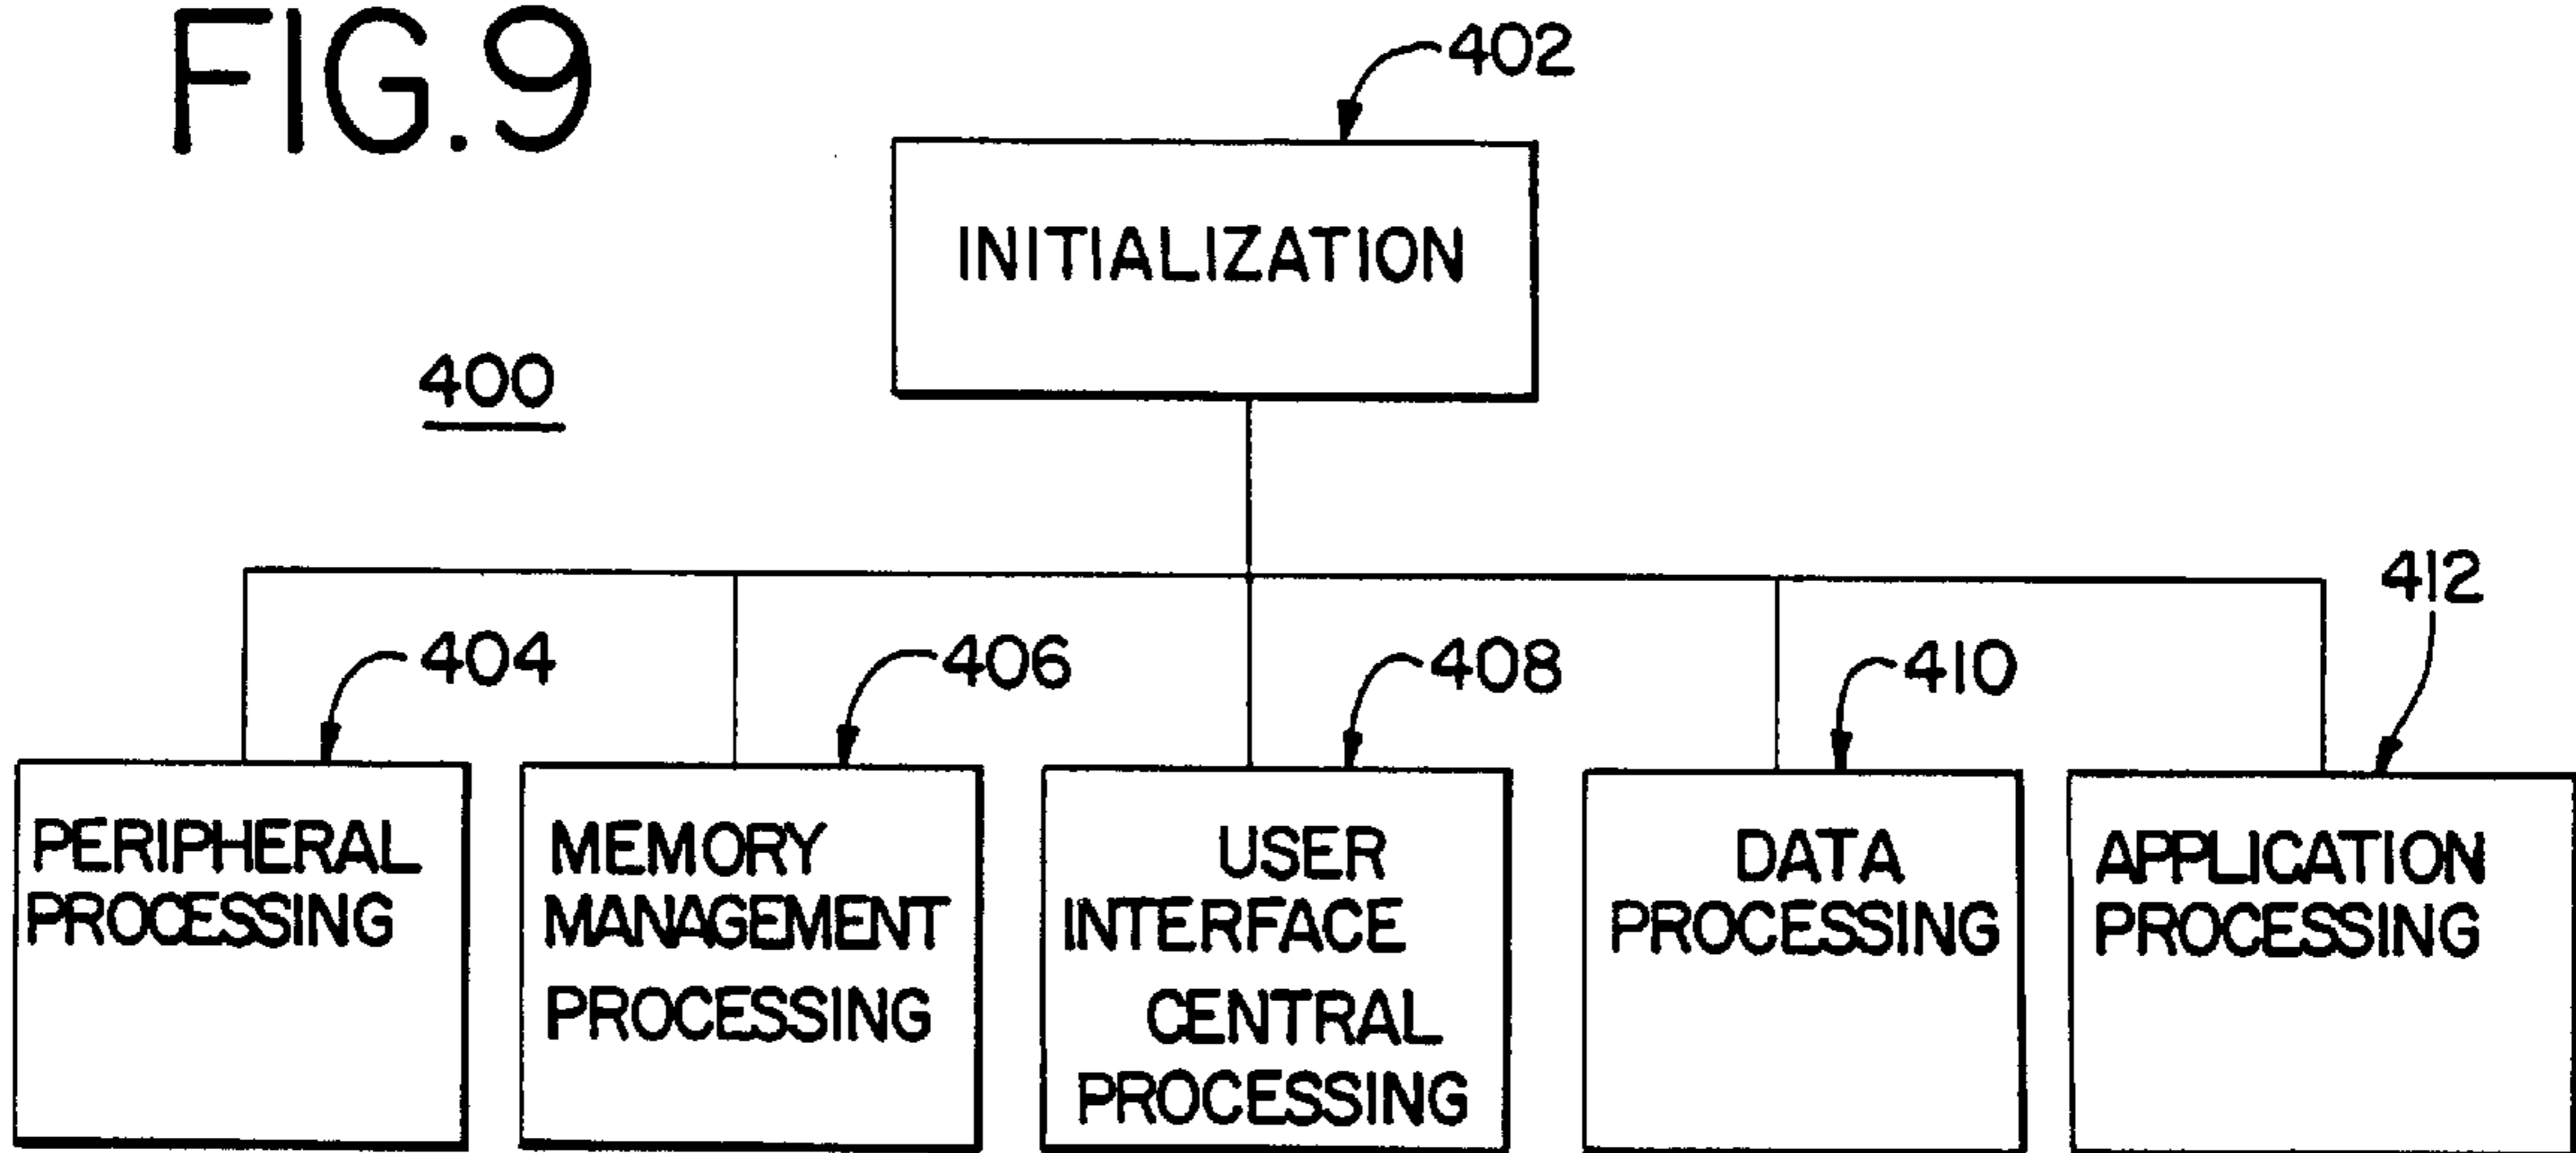 FIG.9
402
INITIALIZATION
400
412
404
406
408
410
PERIPHERAL
PROCESSING
MEMORY
MANAGEMENT
PROCESSING
USER
INTERFACE
CENTRAL
PROCESSING
DATA
PROCESSING
APPLICATION
PROCESSING